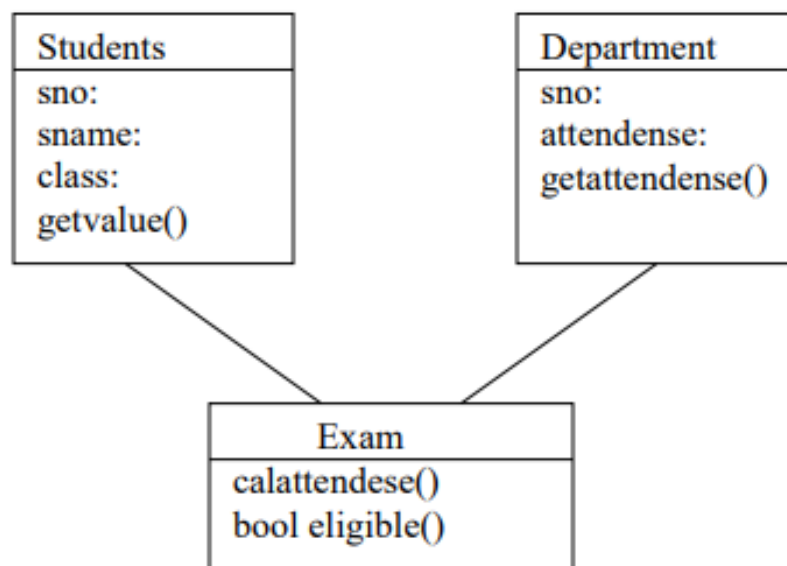 Students
sno:
sname:
class:
getvalue()
Department
sno:
attendense:
getattendense()
Exam
calattendese()
bool eligible()